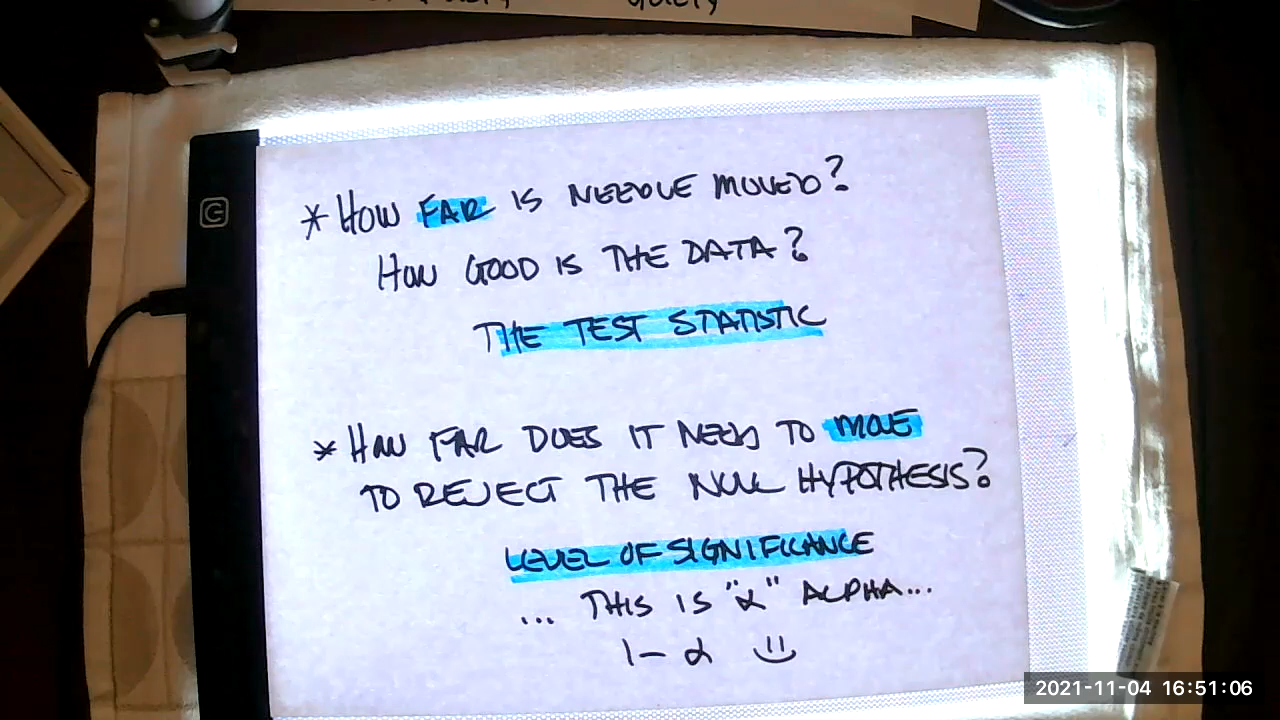 * HOW FAR IS NEEDLE MOVED?
HOW GOOD IS THE DATA?
THE TEST STATISTIC
* HOW FAR DOES IT NEED TO MOVE
TO REJECT THE NULL HYPOTHESIS?
LEVEL OF SIGNIFICANCE
... THIS IS "α" ALPHA...
1-α
2021-11-04 16:51:06